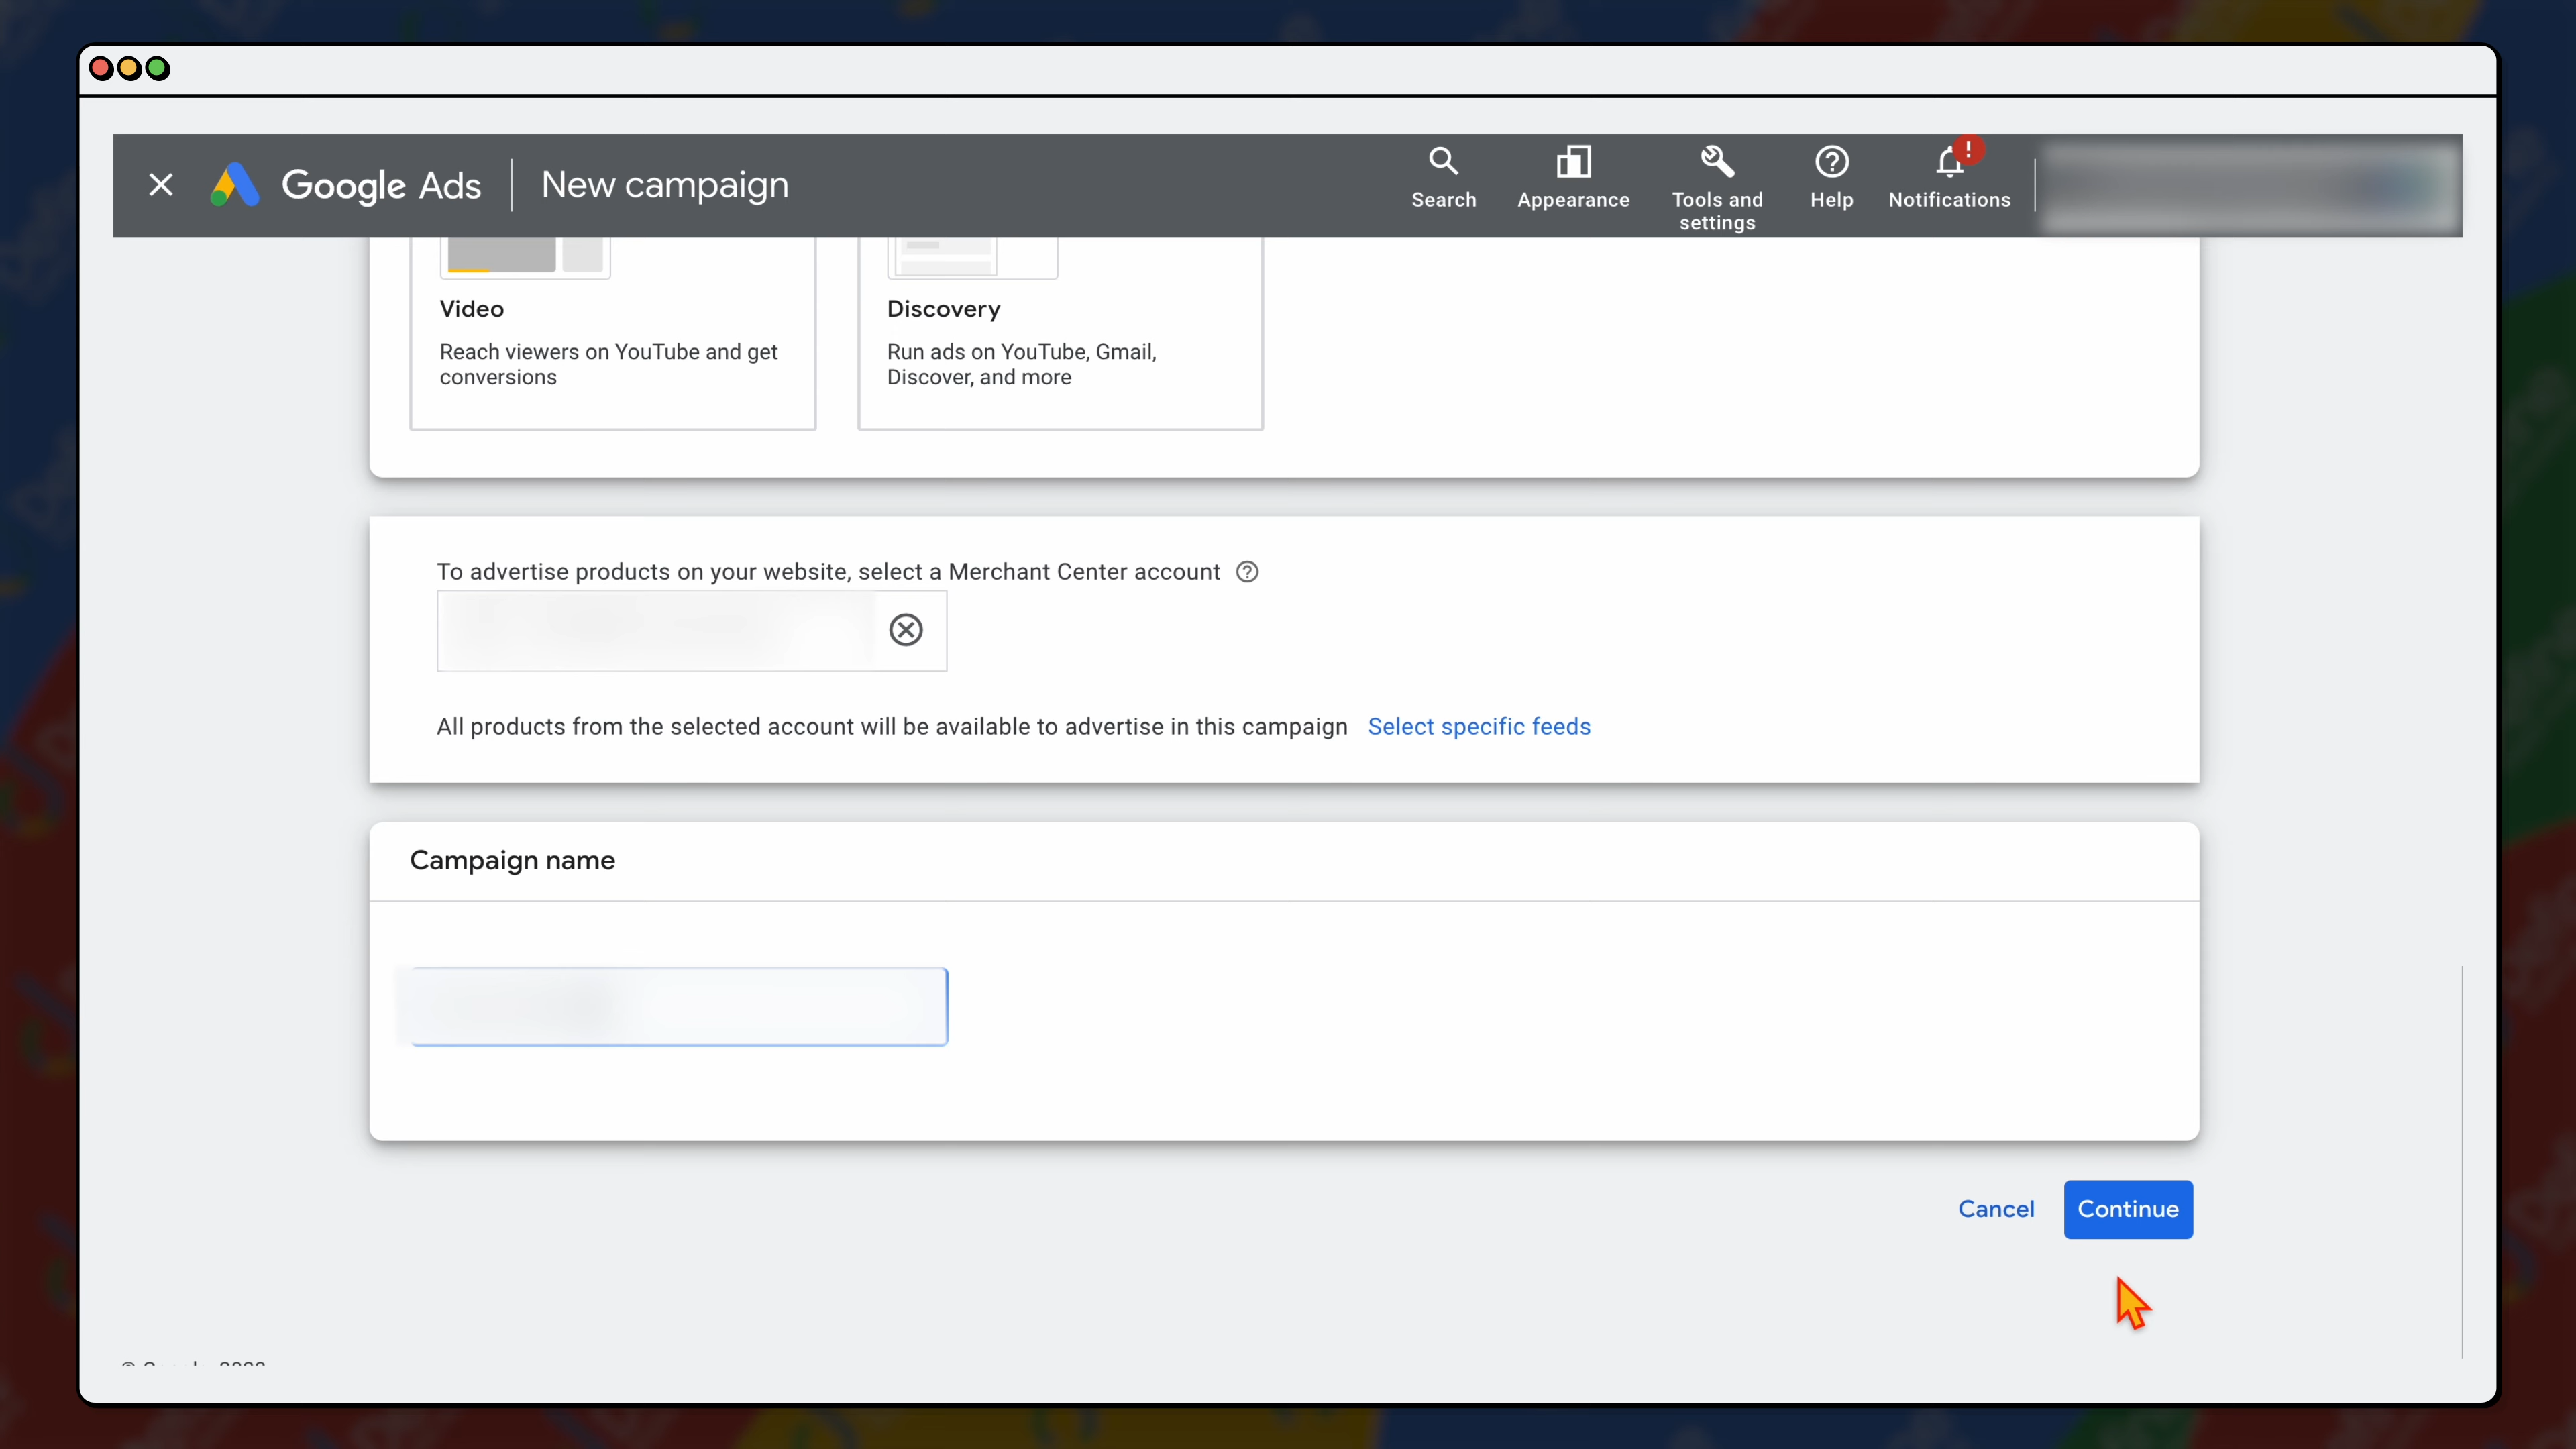 Google Ads
New campaign
Search
Appearance
Tools and
settings
Help
!
Notifications
Video
Reach viewers on YouTube and get
conversions
Discovery
Run ads on YouTube, Gmail,
Discover, and more
To advertise products on your website, select a Merchant Center account
All products from the selected account will be available to advertise in this campaign Select specific feeds
Campaign name
Cancel
Continue